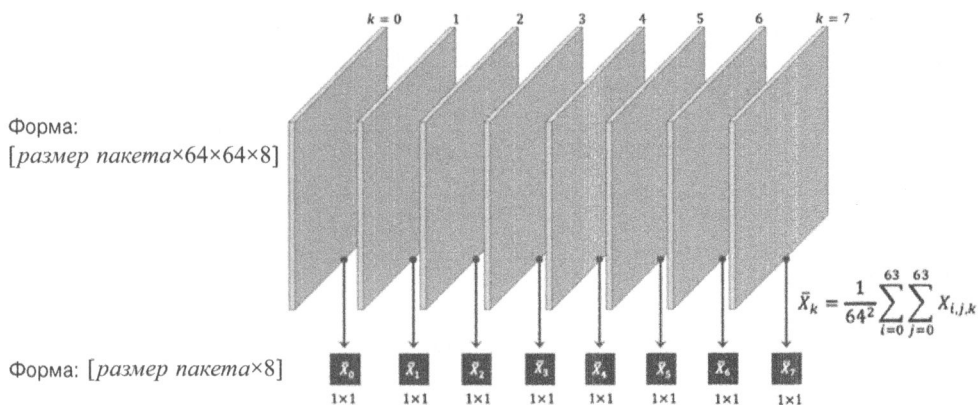 k = 0 1 2 3 4 5 6 k = 7
Форма:
[размер пакета×64×64×8]
X̄ₖ = 1/64² ∑_{i=0}^{63} ∑_{j=0}^{63} X_{i,j,k}
Форма: [размер пакета×8] X̄₀ X̄₁ X̄₂ X̄₃ X̄₄ X̄₅ X̄₆ X̄₇
1×1 1×1 1×1 1×1 1×1 1×1 1×1 1×1